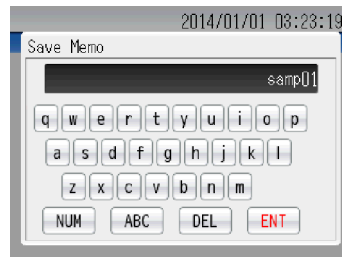 2014/01/01 03:23:19
Save Memo
samp01
q w e r t y u i o p
a s d f g h j k l
z x c v b n m
NUM ABC DEL ENT